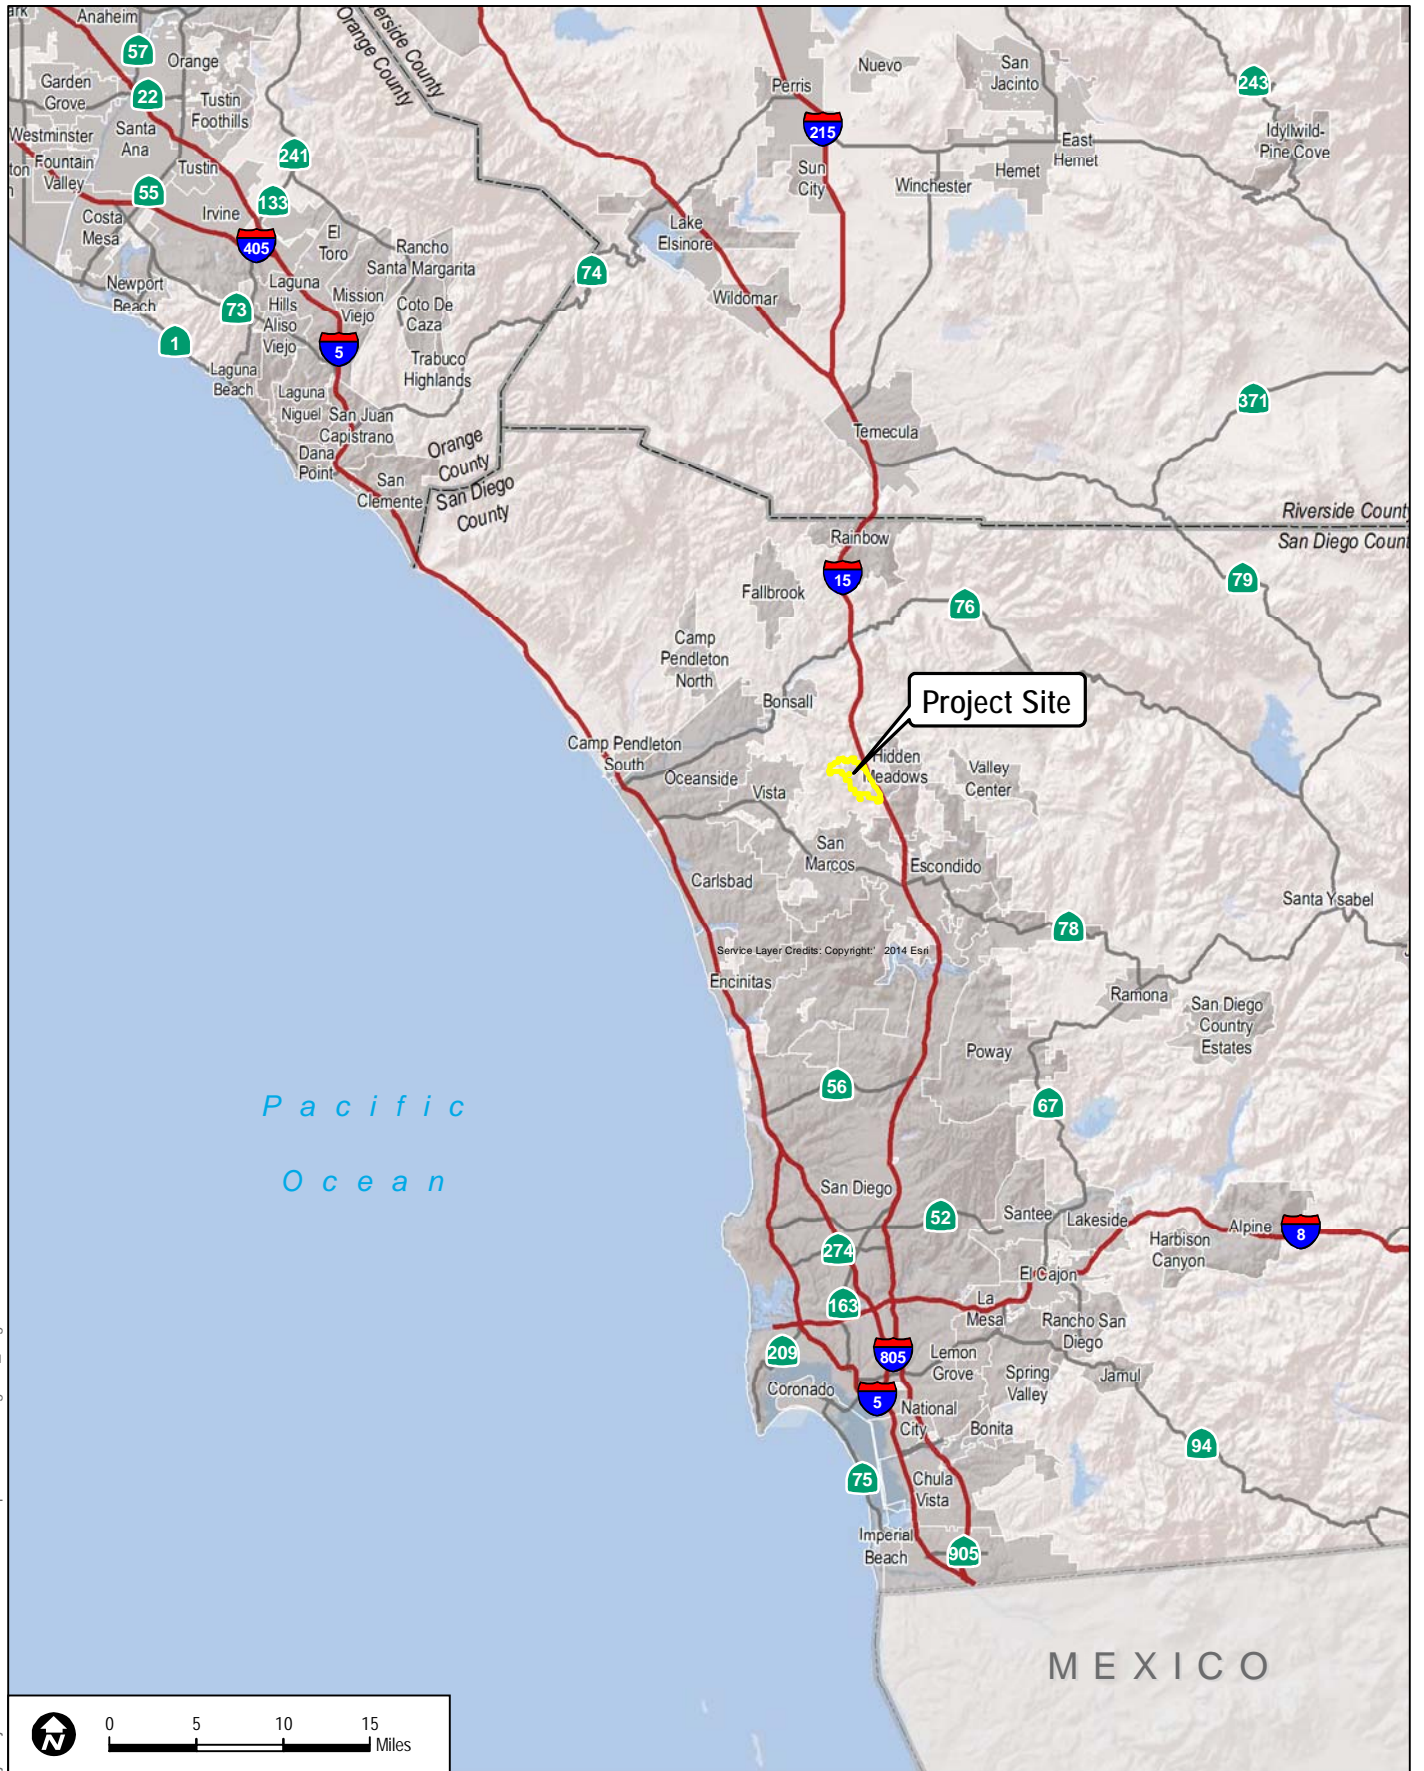 Anaheim
57
Orange
Riverside County
Orange County
Garden
Grove
22
Tustin
Foothills
Westminster
Santa
Ana
Fountain
Valley
Tustin
241
55
133
Costa
Mesa
Irvine
405
El
Toro
Rancho
Santa Margarita
Newport
Beach
73
Laguna
Hills
Mission
Viejo
Coto De
Caza
Aliso
Viejo
1
5
Laguna
Beach
Trabuco
Highlands
Laguna
Niguel
San Juan
Capistrano
Dana
Point
San
Clemente
Orange
County
San Diego
County
Perris
Nuevo
San
Jacinto
243
215
Idyllwild-
Pine Cove
East
Hemet
Sun
City
Winchester
Hemet
Lake
Elsinore
74
Wildomar
371
Temecula
Riverside County
San Diego Count
Rainbow
15
79
Fallbrook
76
Camp
Pendleton
North
Bonsall
Project Site
Camp Pendleton
South
Oceanside
Vista
Hidden
Meadows
Valley
Center
San
Marcos
Escondido
Carlsbad
Santa Ysabel
78
Service Layer Credits: Copyright:' 2014 Esri
Encinitas
Ramona
San Diego
Country
Estates
Poway
56
67
Pacific
Ocean
San Diego
52
Santee
Lakeside
Alpine
8
274
Harbison
Canyon
El Cajon
163
La
Mesa
Rancho San
Diego
209
805
Lemon
Grove
Spring
Valley
Jamul
Coronado
5
National
City
Bonita
94
75
Chula
Vista
Imperial
Beach
905
MEXICO
N
0 5 10 15
Miles